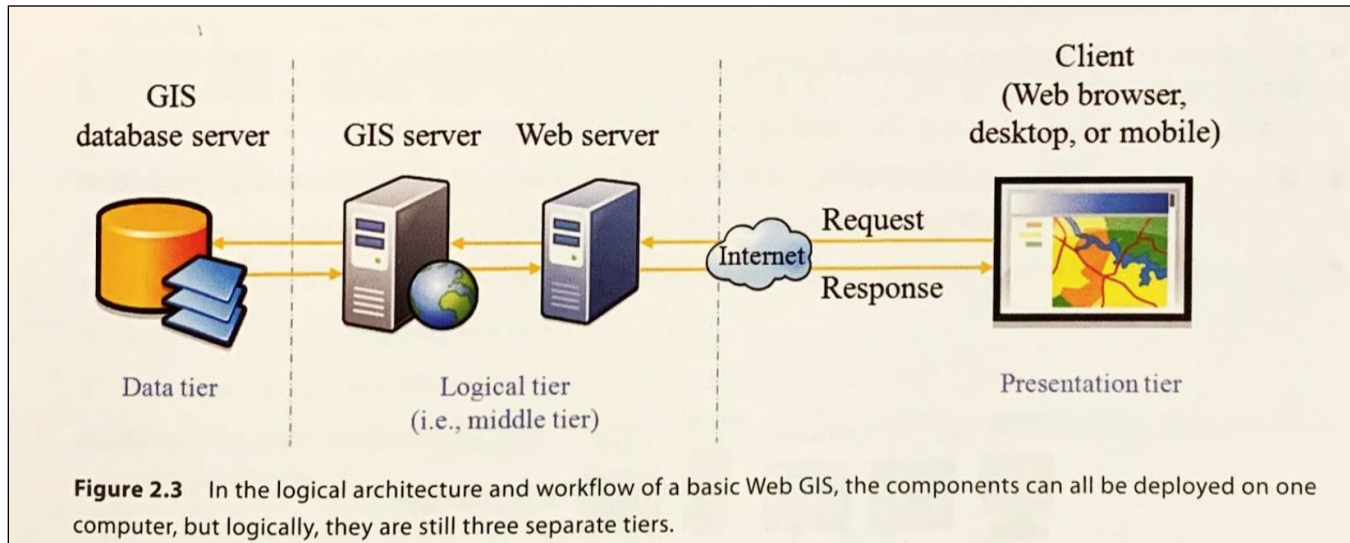 GIS
database server
GIS server
Web server
Client
(Web browser,
desktop, or mobile)
Internet
Request
Response
Data tier
Logical tier
(i.e., middle tier)
Presentation tier
Figure 2.3 In the logical architecture and workflow of a basic Web GIS, the components can all be deployed on one
computer, but logically, they are still three separate tiers.